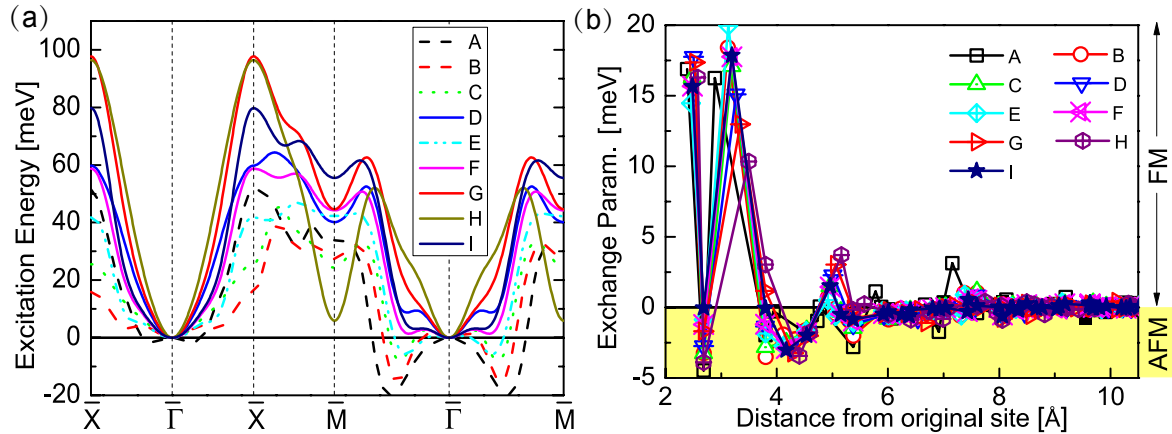 (a)
Excitation Energy [meV]
100
80
60
40
20
0
-20
X̄ Γ̄ X̄ M̄ Γ̄ M̄
A
B
C
D
E
F
G
H
I
(b)
Exchange Param. [meV]
20
15
10
5
0
-5
2 4 6 8 10
Distance from original site [Å]
A B
C D
E F
G H
I
FM
AFM